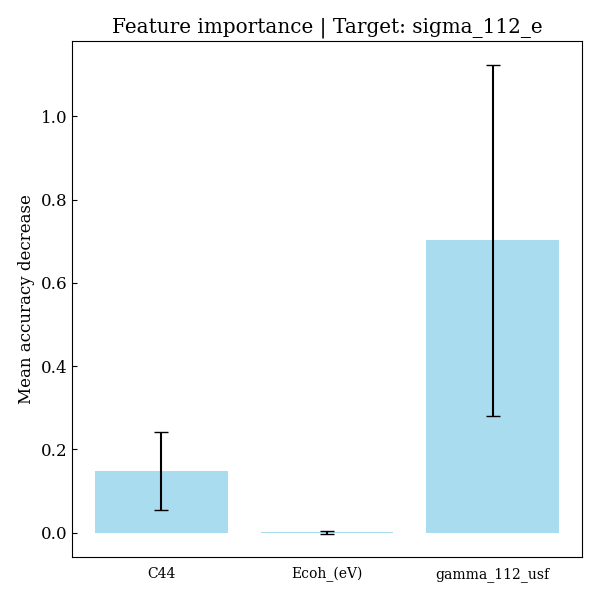 Feature importance | Target: sigma_112_e
Mean accuracy decrease
1.0
0.8
0.6
0.4
0.2
0.0
C44
Ecoh_(eV)
gamma_112_usf